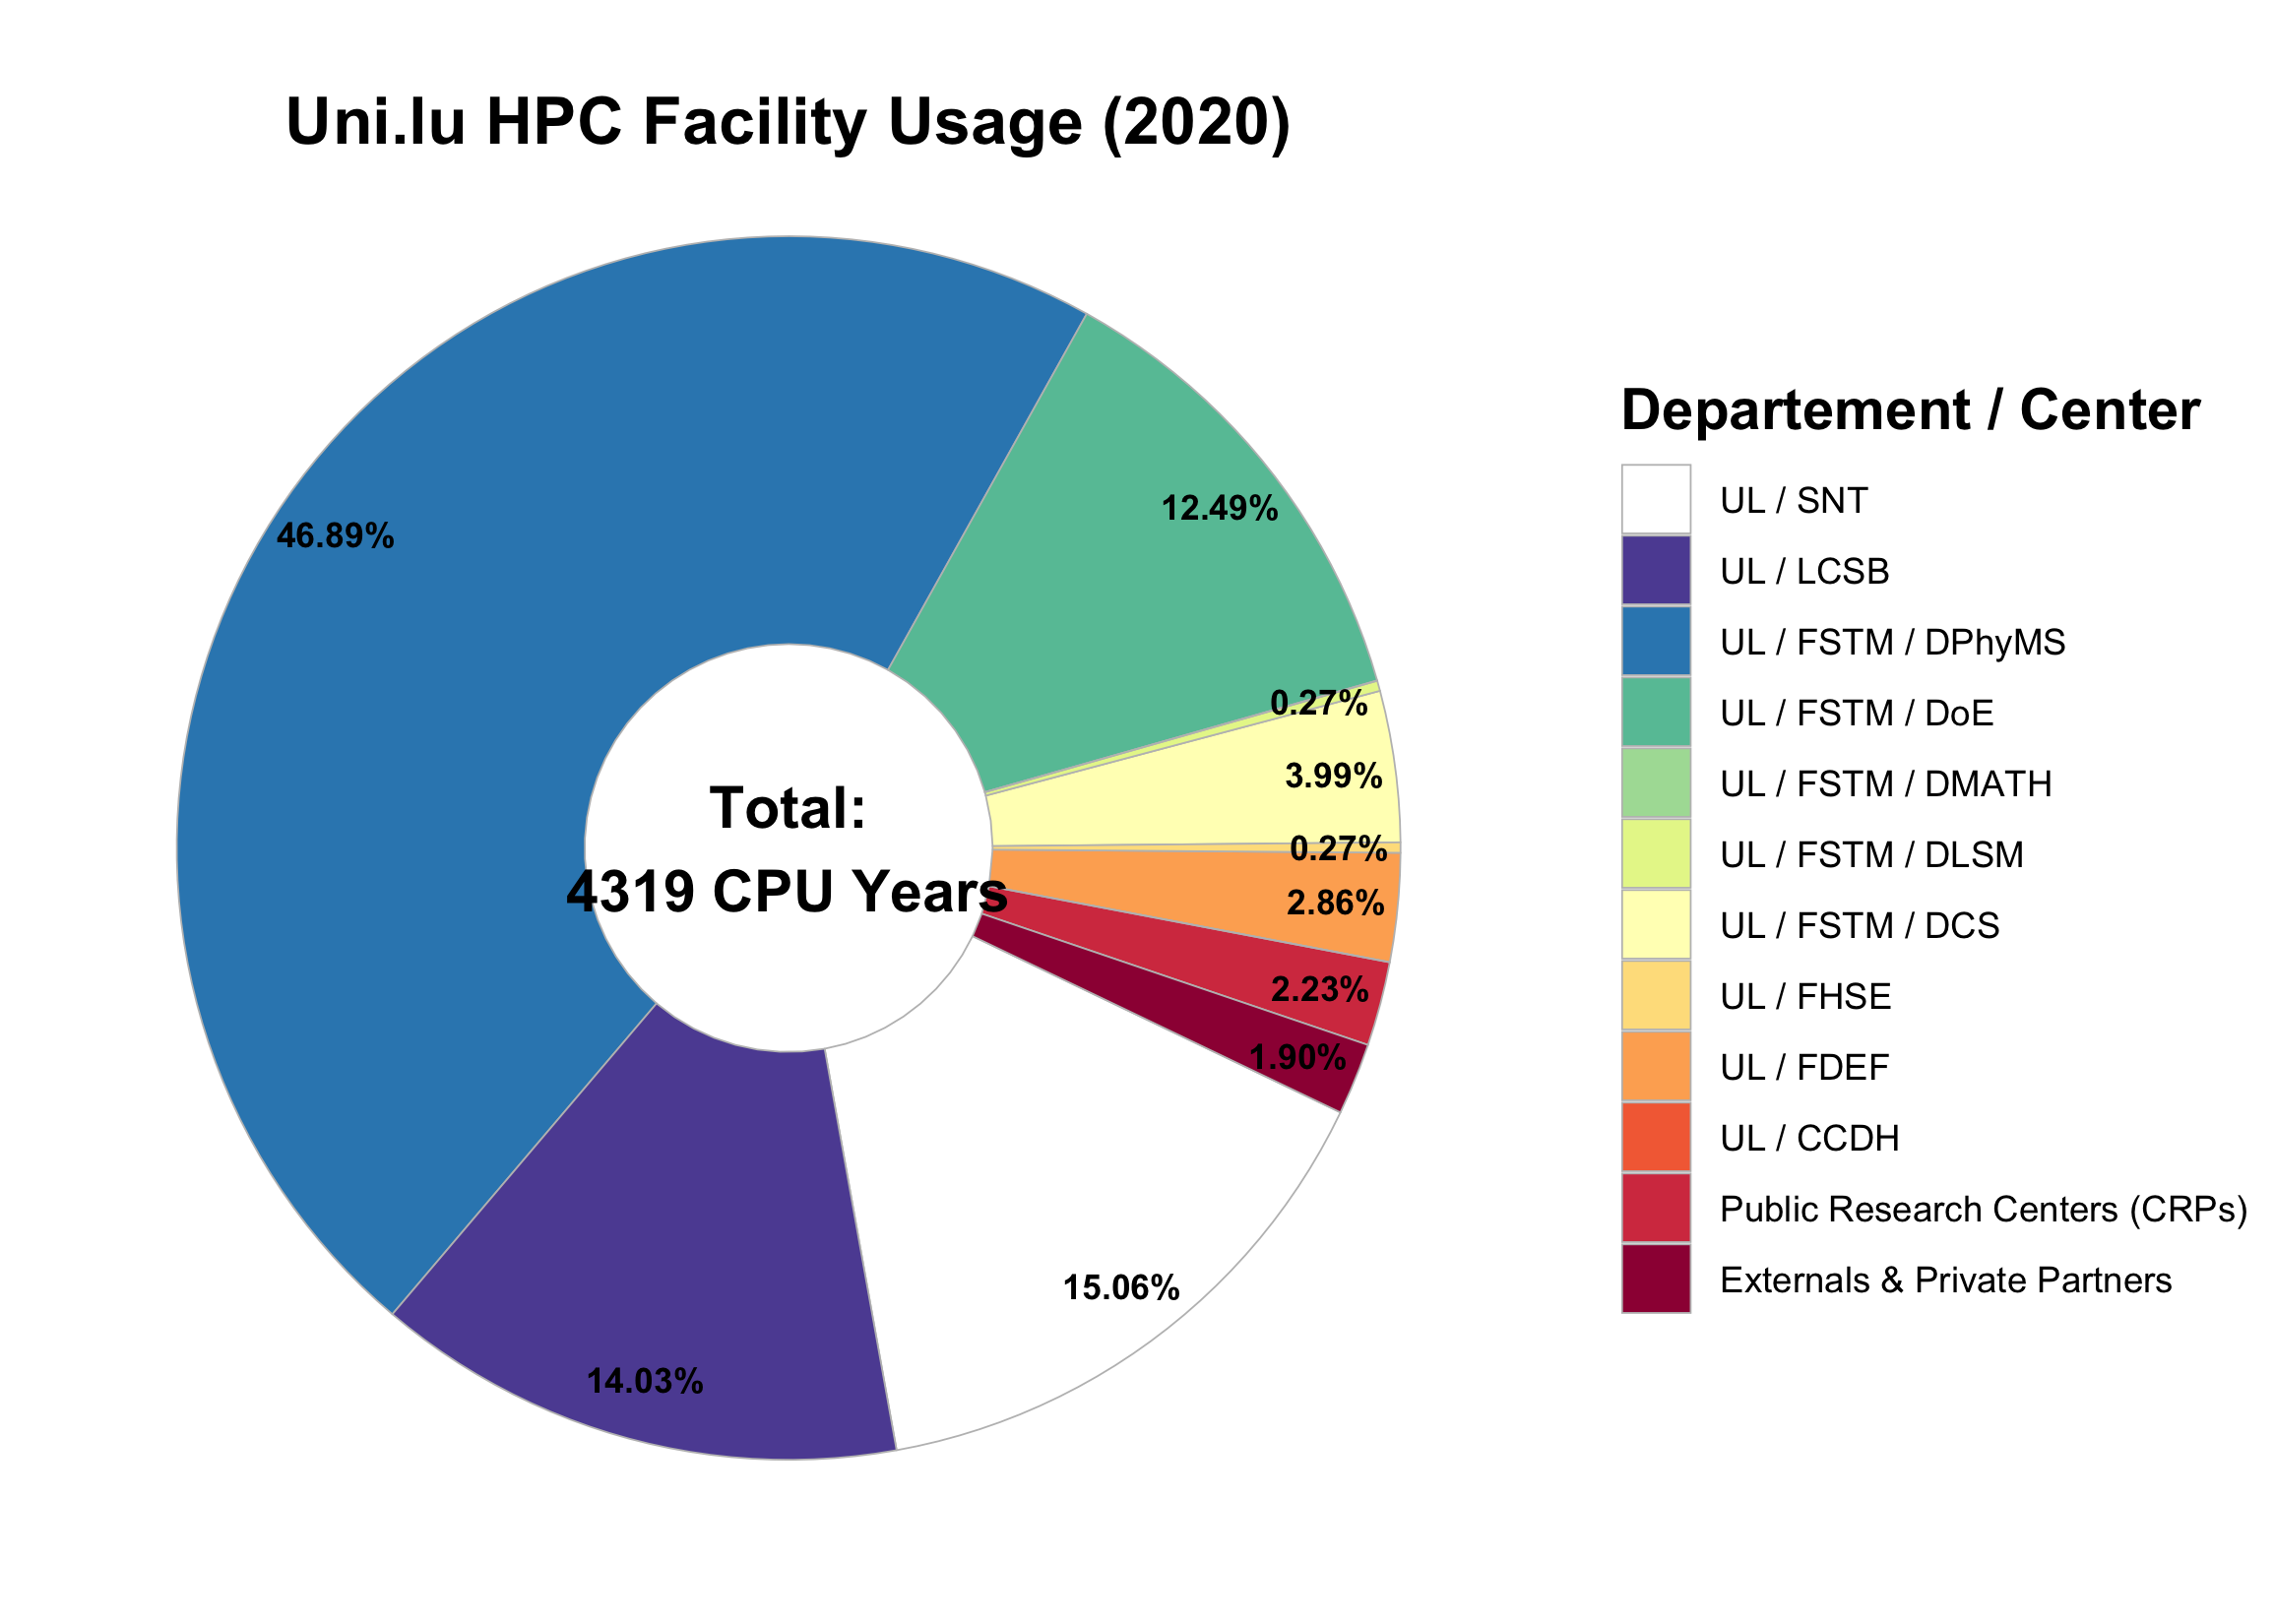 Uni.lu HPC Facility Usage (2020)
46.89%
12.49%
0.27%
3.99%
0.27%
2.86%
2.23%
1.90%
15.06%
14.03%
Total:
4319 CPU Years
Departement / Center
UL / SNT
UL / LCSB
UL / FSTM / DPhyMS
UL / FSTM / DoE
UL / FSTM / DMATH
UL / FSTM / DLSM
UL / FSTM / DCS
UL / FHSE
UL / FDEF
UL / CCDH
Public Research Centers (CRPs)
Externals & Private Partners